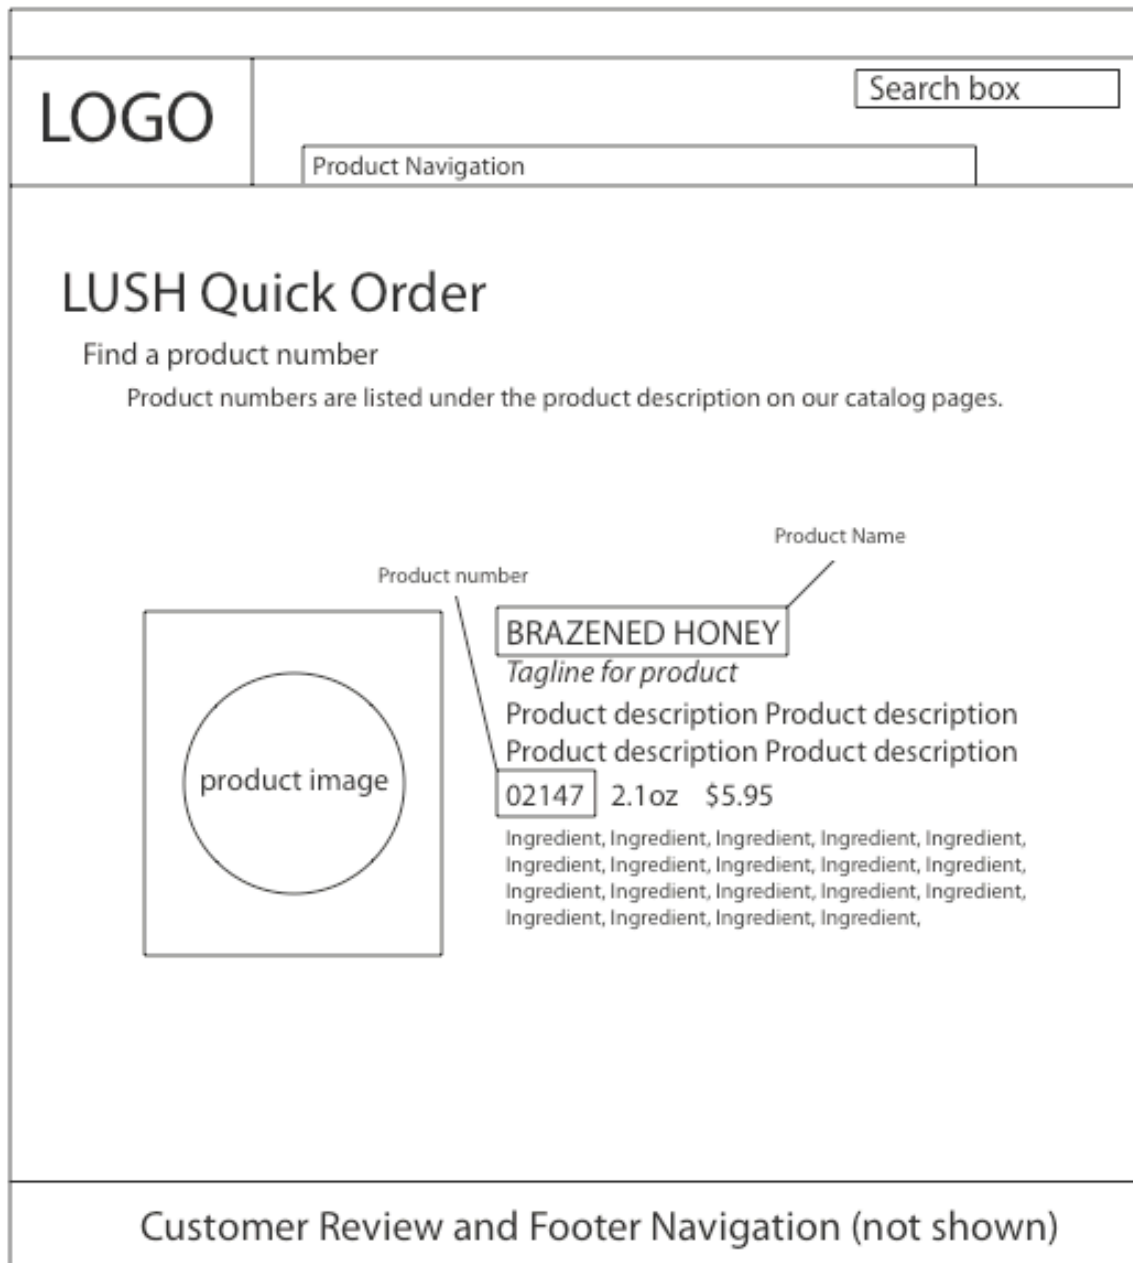 LOGO
Search box
Product Navigation
LUSH Quick Order
Find a product number
Product numbers are listed under the product description on our catalog pages.
Product Name
Product number
BRAZENED HONEY
Tagline for product
Product description Product description
Product description Product description
product image
02147 2.1oz $5.95
Ingredient, Ingredient, Ingredient, Ingredient, Ingredient,
Ingredient, Ingredient, Ingredient, Ingredient, Ingredient,
Ingredient, Ingredient, Ingredient, Ingredient, Ingredient,
Ingredient, Ingredient, Ingredient, Ingredient,
Customer Review and Footer Navigation (not shown)